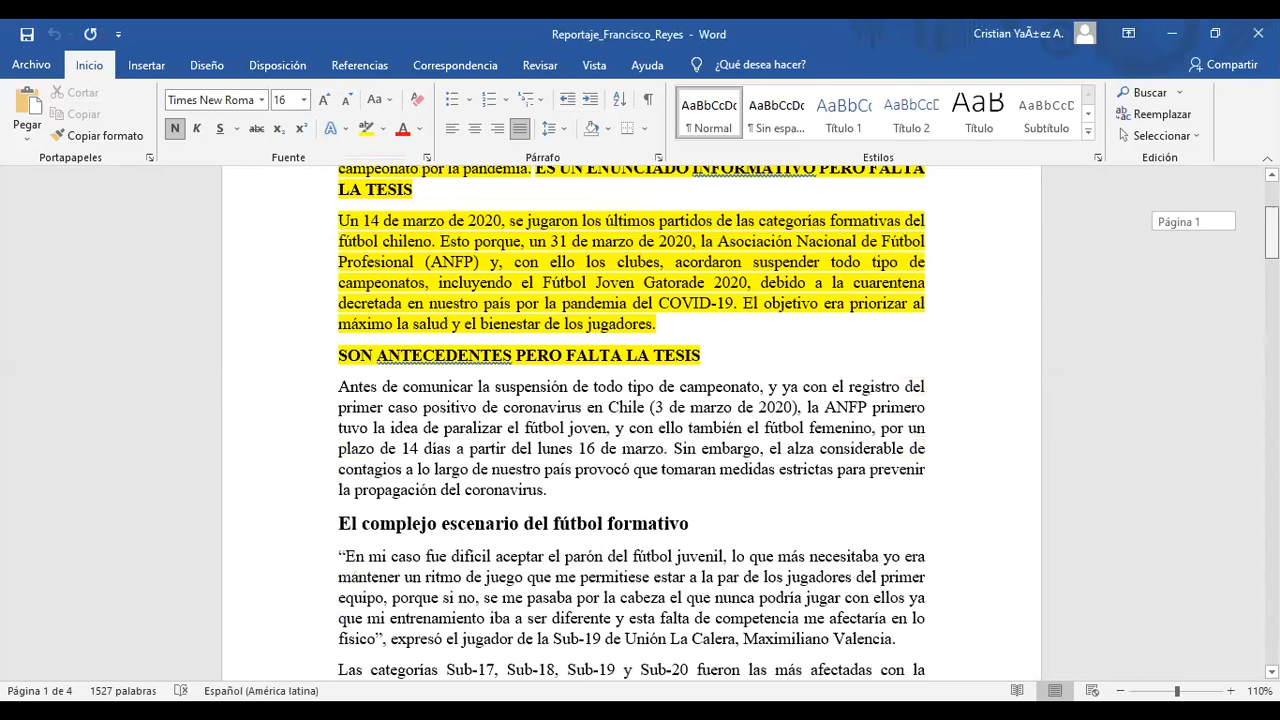 Reportaje_Francisco_Reyes - Word
Cristian YaÃ±ez A.
Archivo Inicio Insertar Diseño Disposición Referencias Correspondencia Revisar Vista Ayuda ¿Qué desea hacer? Compartir
Pegar
Cortar
Copiar
Copiar formato
Portapapeles
Times New Roma 16
N K S abc x₂ x²
Fuente
Párrafo
AaBbCcDc
¶ Normal
AaBbCcDc
¶ Sin espa...
AaBbCcD
Título 1
AaBbCcD
Título 2
AaB
Título
AaBbCcD
Subtítulo
Estilos
Buscar
Reemplazar
Seleccionar
Edición
Página 1
campeonato por la pandemia. ES UN ENUNCIADO INFORMATIVO PERO FALTA
LA TESIS
Un 14 de marzo de 2020, se jugaron los últimos partidos de las categorías formativas del
fútbol chileno. Esto porque, un 31 de marzo de 2020, la Asociación Nacional de Fútbol
Profesional (ANFP) y, con ello los clubes, acordaron suspender todo tipo de
campeonatos, incluyendo el Fútbol Joven Gatorade 2020, debido a la cuarentena
decretada en nuestro país por la pandemia del COVID-19. El objetivo era priorizar al
máximo la salud y el bienestar de los jugadores.
SON ANTECEDENTES PERO FALTA LA TESIS
Antes de comunicar la suspensión de todo tipo de campeonato, y ya con el registro del
primer caso positivo de coronavirus en Chile (3 de marzo de 2020), la ANFP primero
tuvo la idea de paralizar el fútbol joven, y con ello también el fútbol femenino, por un
plazo de 14 días a partir del lunes 16 de marzo. Sin embargo, el alza considerable de
contagios a lo largo de nuestro país provocó que tomaran medidas estrictas para prevenir
la propagación del coronavirus.
El complejo escenario del fútbol formativo
“En mi caso fue difícil aceptar el parón del fútbol juvenil, lo que más necesitaba yo era
mantener un ritmo de juego que me permitiese estar a la par de los jugadores del primer
equipo, porque si no, se me pasaba por la cabeza el que nunca podría jugar con ellos ya
que mi entrenamiento iba a ser diferente y esta falta de competencia me afectaría en lo
físico”, expresó el jugador de la Sub-19 de Unión La Calera, Maximiliano Valencia.
Las categorías Sub-17, Sub-18, Sub-19 y Sub-20 fueron las más afectadas con la
Página 1 de 4 1527 palabras Español (América latina) 110%